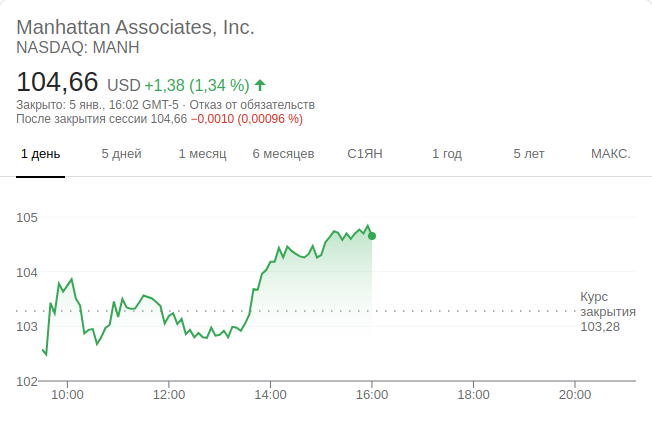 Manhattan Associates, Inc.
NASDAQ: MANH
104,66 USD +1,38 (1,34 %)
Закрыто: 5 янв., 16:02 GMT-5 · Отказ от обязательств
После закрытия сессии 104,66 −0,0010 (0,00096 %)
1 день 5 дней 1 месяц 6 месяцев С1ЯН 1 год 5 лет МАКС.
105
104
Курс
закрытия
103,28
103
102
10:00 12:00 14:00 16:00 18:00 20:00